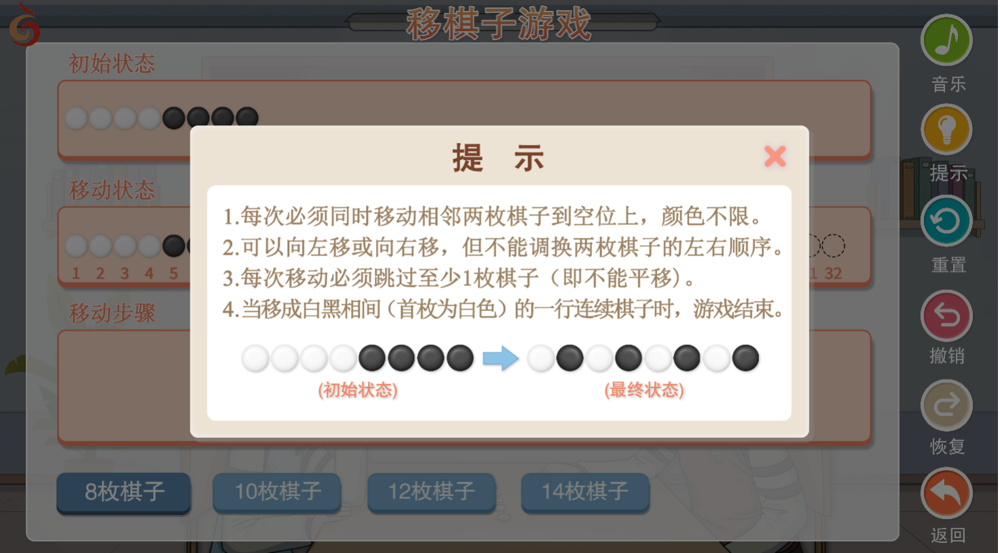 移棋子游戏
初始状态
音乐
提示
提 示
1.每次必须同时移动相邻两枚棋子到空位上，颜色不限。
2.可以向左移或向右移，但不能调换两枚棋子的左右顺序。
3.每次移动必须跳过至少1枚棋子（即不能平移）。
4.当移成白黑相间（首枚为白色）的一行连续棋子时，游戏结束。
(初始状态)
(最终状态)
移动状态
1 2 3 4 5
1 32
重置
移动步骤
撤销
恢复
8枚棋子
10枚棋子
12枚棋子
14枚棋子
返回